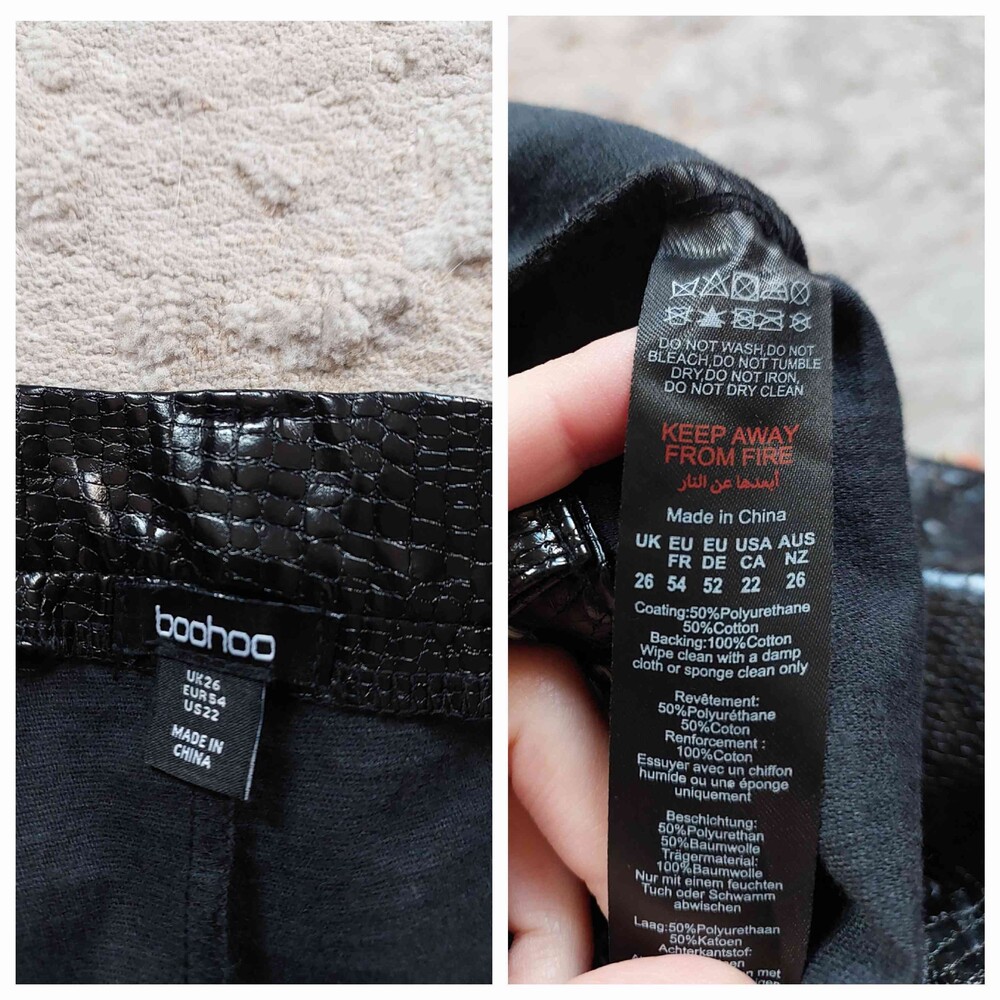 boohoo
UK26
EUR54
US22
MADE IN
CHINA
DO NOT WASH,DO NOT
BLEACH,DO NOT TUMBLE
DRY,DO NOT IRON,
DO NOT DRY CLEAN
KEEP AWAY
FROM FIRE
أبعدها عن النار
Made in China
UK EU EU USA AUS
FR DE CA NZ
26 54 52 22 26
Coating:50%Polyurethane
50%Cotton
Backing:100%Cotton
Wipe clean with a damp
cloth or sponge clean only
Revêtement:
50%Polyuréthane
50%Coton
Renforcement :
100%Coton
Essuyer avec un chiffon
humide ou une éponge
uniquement
Beschichtung:
50%Polyurethan
50%Baumwolle
Trägermaterial:
100%Baumwolle
Nur mit einem feuchten
Tuch oder Schwamm
abwischen
Laag:50%Polyurethaan
50%Katoen
Achterkantstof:
met